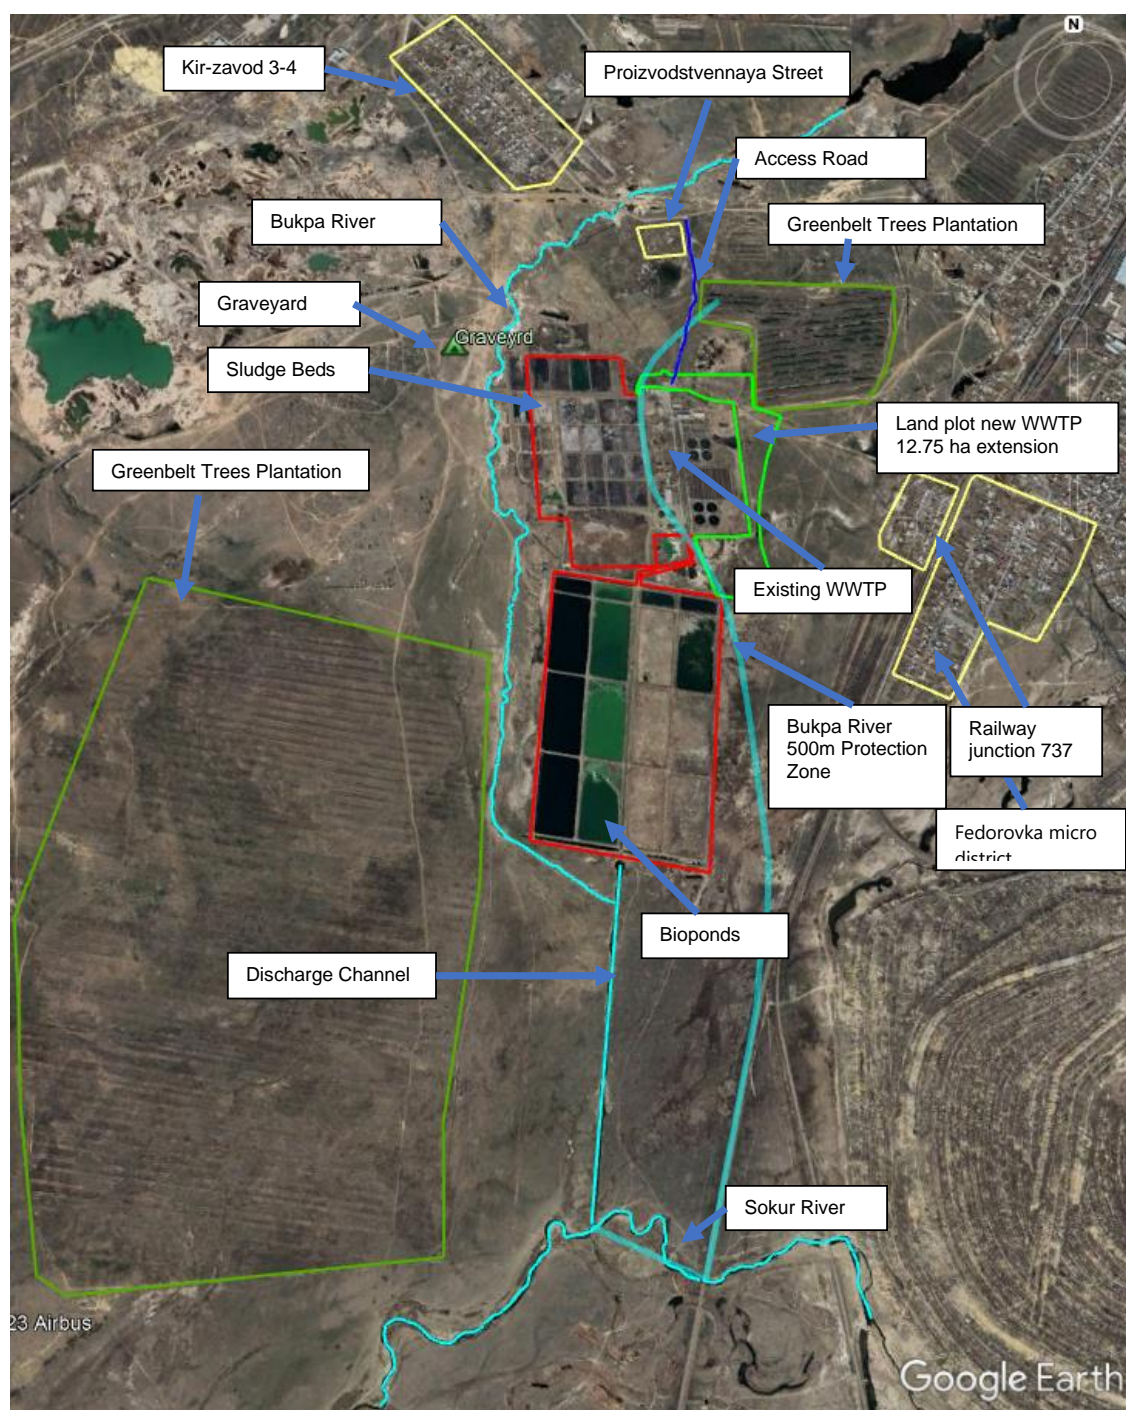 N
Kir-zavod 3-4
Proizvodstvennaya Street
Access Road
Bukpa River
Greenbelt Trees Plantation
Graveyard
Graveyrd
Sludge Beds
Land plot new WWTP
12.75 ha extension
Greenbelt Trees Plantation
Existing WWTP
Bukpa River
500m Protection
Zone
Railway
junction 737
Fedorovka micro
district
Bioponds
Discharge Channel
Sokur River
23 Airbus
Google Earth